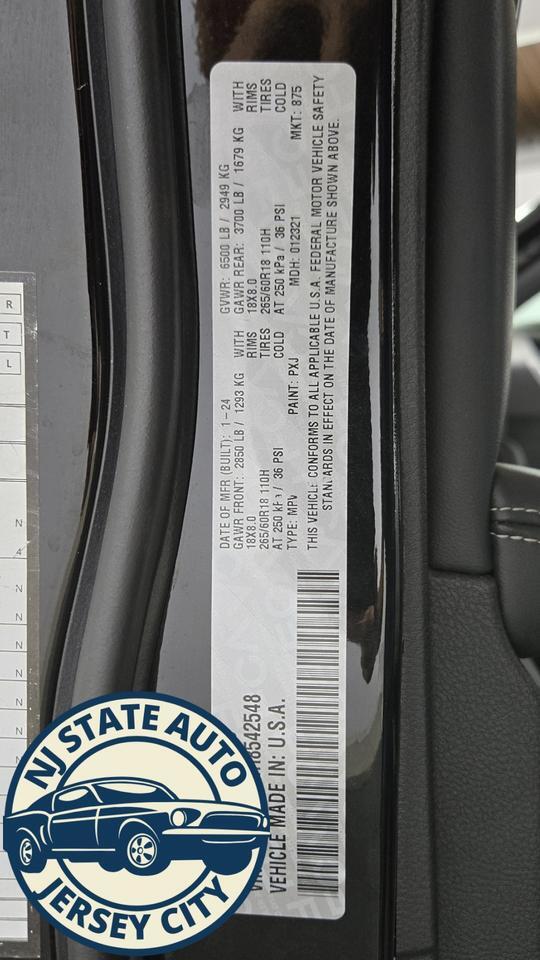 DATE OF MFR (BUILT): 1-24 GVWR: 6500 LB / 2949 KG
GAWR FRONT: 2850 LB / 1293 KG WITH GAWR REAR: 3700 LB / 1679 KG WITH
18X8.0 RIMS 18X8.0 RIMS
265/60R18 110H TIRES 265/60R18 110H TIRES
AT 250 kPa / 36 PSI COLD AT 250 kPa / 36 PSI COLD
TYPE: MPV PAINT: PXJ MDH: 012321 MKT: 875
THIS VEHICLE CONFORMS TO ALL APPLICABLE U.S.A. FEDERAL MOTOR VEHICLE SAFETY
STANDARDS IN EFFECT ON THE DATE OF MANUFACTURE SHOWN ABOVE.
8542548
VEHICLE MADE IN: U.S.A.
R
T
L
N
4
N
N
N
N
N
NJ STATE AUTO
JERSEY CITY